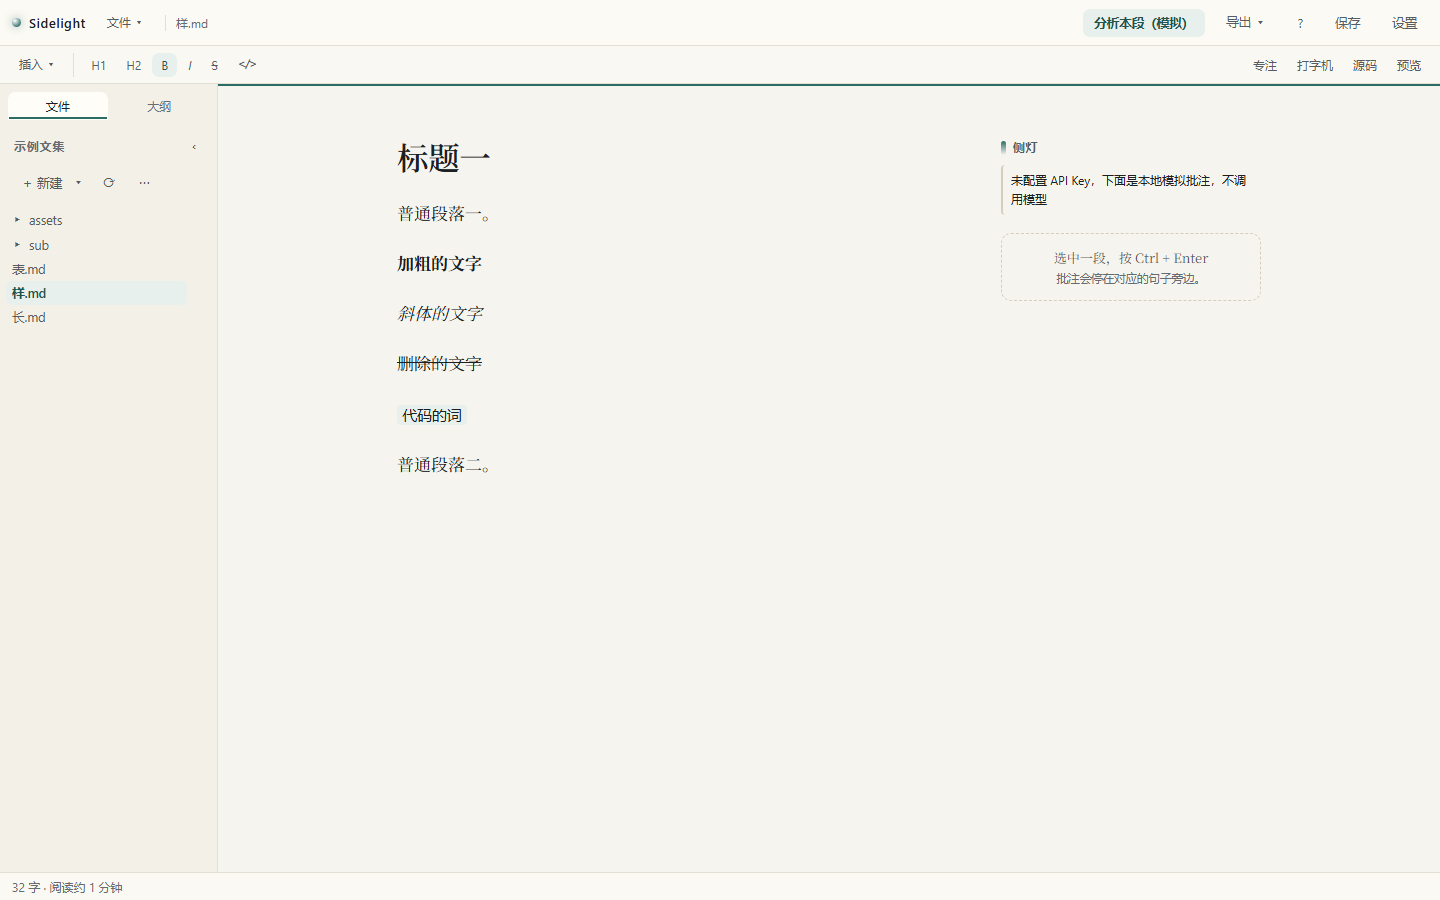 Sidelight 文件 样.md 分析本段（模拟） 导出 ? 保存 设置
插入 H1 H2 B I S </> 专注 打字机 源码 预览
文件 大纲
示例文集
+ 新建 ...
assets
sub
表.md
样.md
长.md
标题一
普通段落一。
加粗的文字
斜体的文字
删除的文字
代码的词
普通段落二。
侧灯
未配置 API Key，下面是本地模拟批注，不调
用模型
选中一段，按 Ctrl + Enter
批注会停在对应的句子旁边。
32 字 · 阅读约 1 分钟